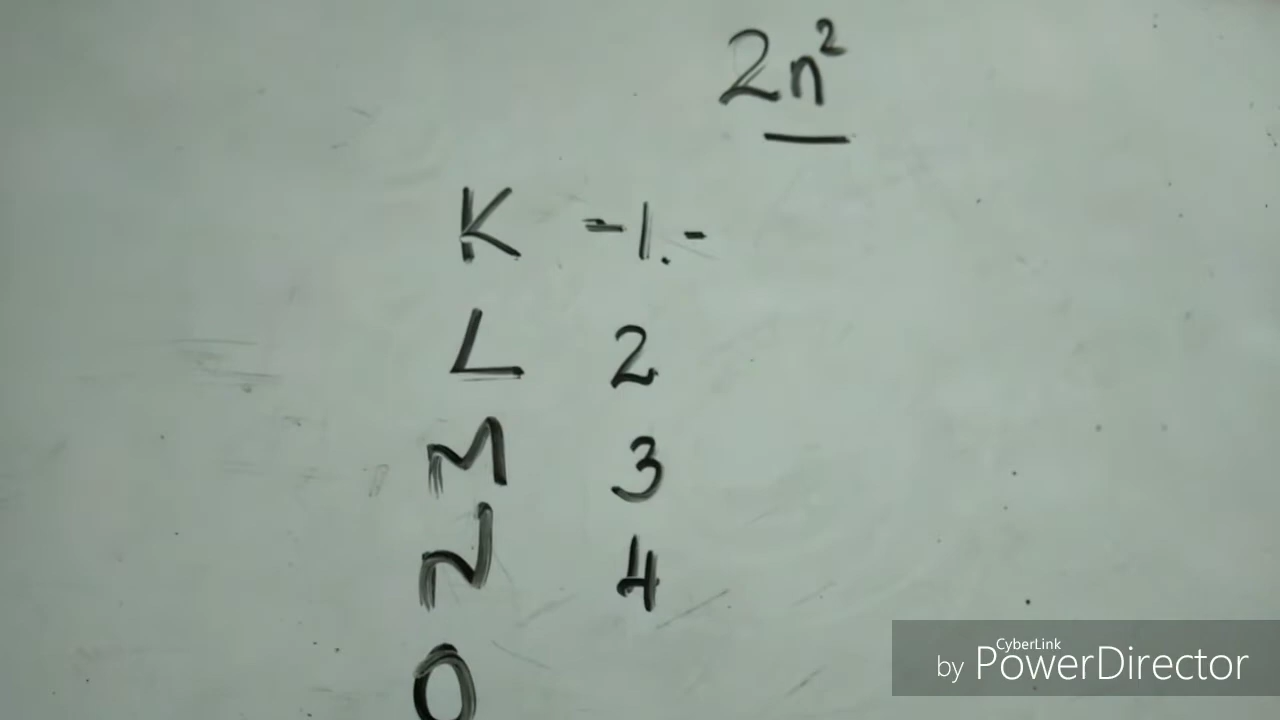 2n²
K -1.-
L 2
M 3
N 4
O
CyberLink
by PowerDirector